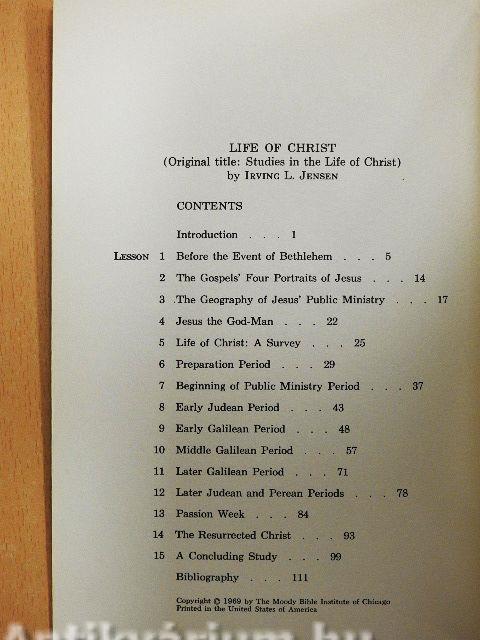 LIFE OF CHRIST
(Original title: Studies in the Life of Christ)
by IRVING L. JENSEN
CONTENTS
Introduction . . . 1
LESSON 1 Before the Event of Bethlehem . . . 5
2 The Gospels' Four Portraits of Jesus . . . 14
3 The Geography of Jesus' Public Ministry . . . 17
4 Jesus the God-Man . . . 22
5 Life of Christ: A Survey . . . 25
6 Preparation Period . . . 29
7 Beginning of Public Ministry Period . . . 37
8 Early Judean Period . . . 43
9 Early Galilean Period . . . 48
10 Middle Galilean Period . . . 57
11 Later Galilean Period . . . 71
12 Later Judean and Perean Periods . . . 78
13 Passion Week . . . 84
14 The Resurrected Christ . . . 93
15 A Concluding Study . . . 99
Bibliography . . . 111
Copyright © 1969 by The Moody Bible Institute of Chicago
Printed in the United States of America
Antikvárium.hu